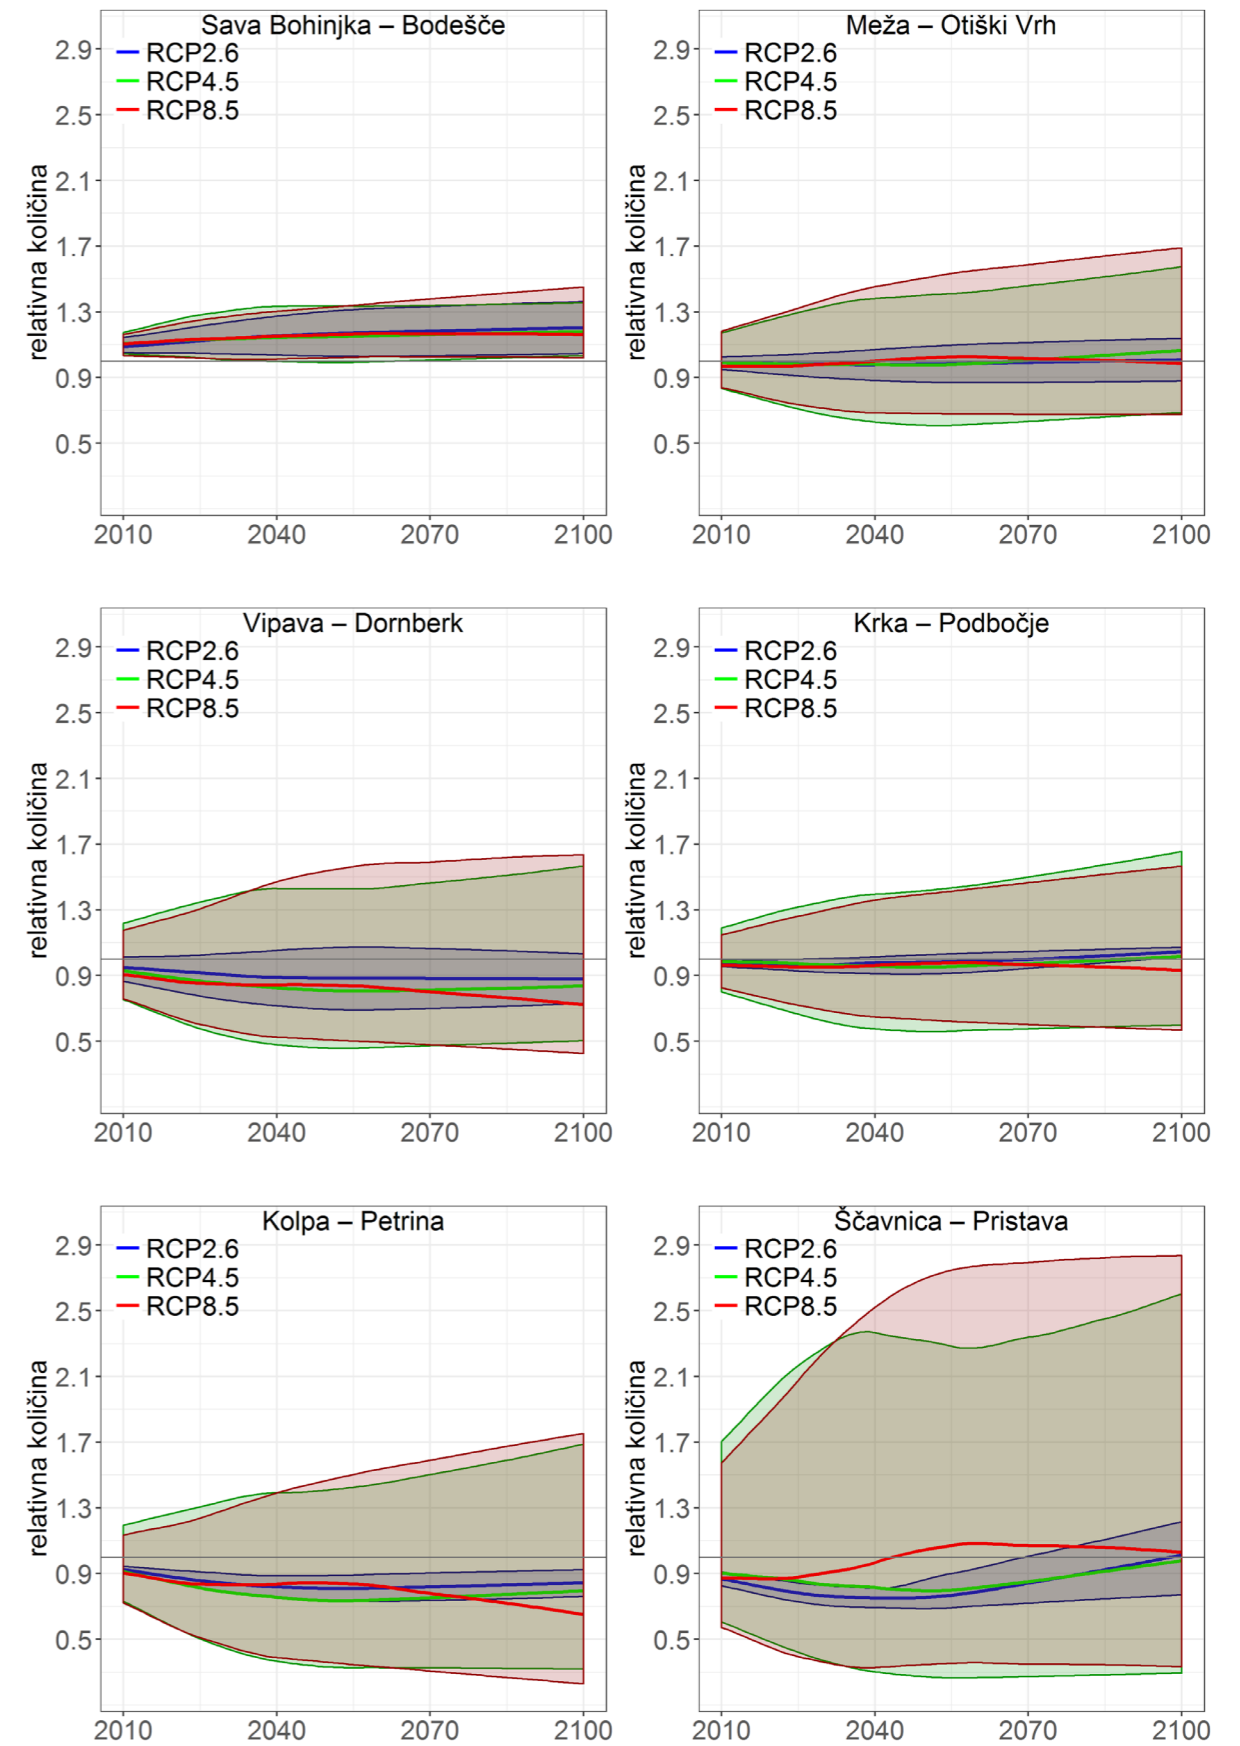 Sava Bohinjka – Bodešče
RCP2.6
RCP4.5
RCP8.5
relativna količina
2.9
2.5
2.1
1.7
1.3
0.9
0.5
2010 2040 2070 2100
Meža – Otiški Vrh
RCP2.6
RCP4.5
RCP8.5
relativna količina
2.9
2.5
2.1
1.7
1.3
0.9
0.5
2010 2040 2070 2100
Vipava – Dornberk
RCP2.6
RCP4.5
RCP8.5
relativna količina
2.9
2.5
2.1
1.7
1.3
0.9
0.5
2010 2040 2070 2100
Krka – Podbočje
RCP2.6
RCP4.5
RCP8.5
relativna količina
2.9
2.5
2.1
1.7
1.3
0.9
0.5
2010 2040 2070 2100
Kolpa – Petrina
RCP2.6
RCP4.5
RCP8.5
relativna količina
2.9
2.5
2.1
1.7
1.3
0.9
0.5
2010 2040 2070 2100
Ščavnica – Pristava
RCP2.6
RCP4.5
RCP8.5
relativna količina
2.9
2.5
2.1
1.7
1.3
0.9
0.5
2010 2040 2070 2100